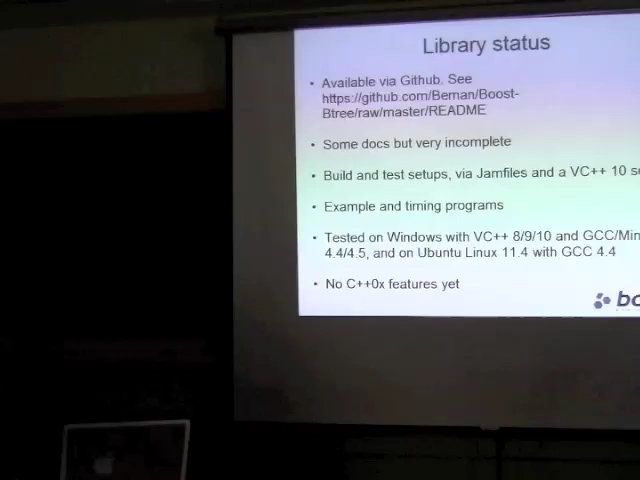 Library status
• Available via Github. See
https://github.com/Beman/Boost-
Btree/raw/master/README
• Some docs but very incomplete
• Build and test setups, via Jamfiles and a VC++ 10
• Example and timing programs
• Tested on Windows with VC++ 8/9/10 and GCC/Min
4.4/4.5, and on Ubuntu Linux 11.4 with GCC 4.4
• No C++0x features yet